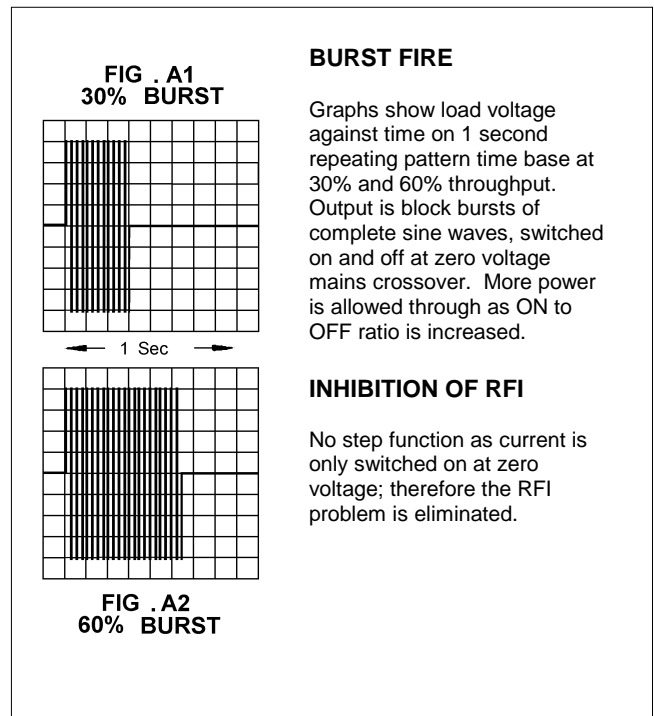 FIG . A1
30% BURST
1 Sec
FIG . A2
60% BURST
BURST FIRE
Graphs show load voltage
against time on 1 second
repeating pattern time base at
30% and 60% throughput.
Output is block bursts of
complete sine waves, switched
on and off at zero voltage
mains crossover. More power
is allowed through as ON to
OFF ratio is increased.
INHIBITION OF RFI
No step function as current is
only switched on at zero
voltage; therefore the RFI
problem is eliminated.